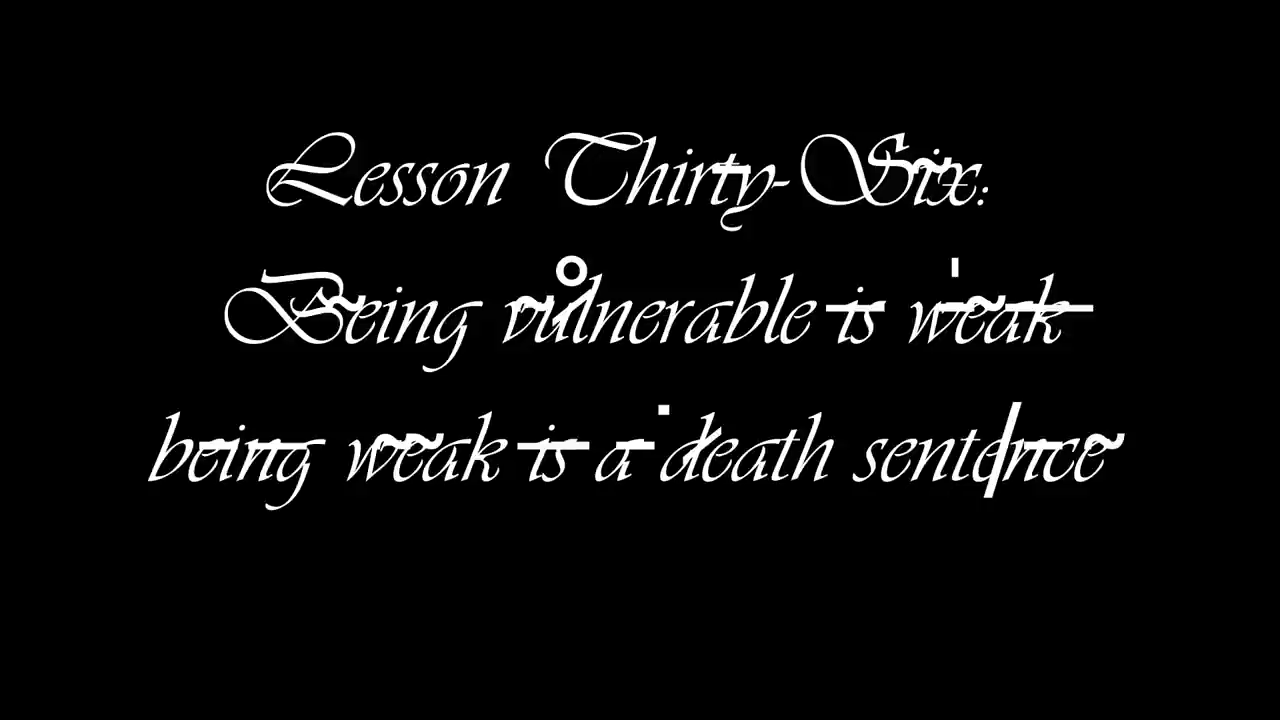 Lesson Thirty-Six:
Being vulnerable is weak
being weak is a death sentence